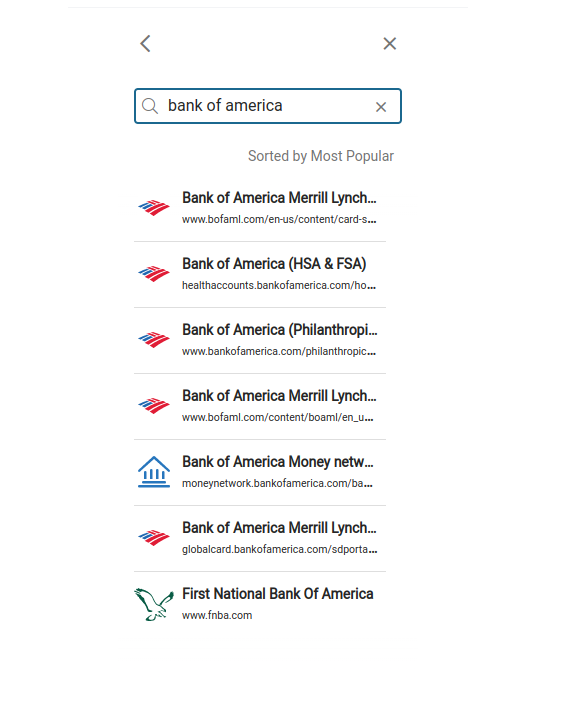 bank of america
Sorted by Most Popular
Bank of America Merrill Lynch...
www.bofaml.com/en-us/content/card-s...
Bank of America (HSA & FSA)
healthaccounts.bankofamerica.com/ho...
Bank of America (Philanthropi...
www.bankofamerica.com/philanthropic...
Bank of America Merrill Lynch...
www.bofaml.com/content/boaml/en_u...
Bank of America Money netw...
moneynetwork.bankofamerica.com/ba...
Bank of America Merrill Lynch...
globalcard.bankofamerica.com/sdporta...
First National Bank Of America
www.fnba.com